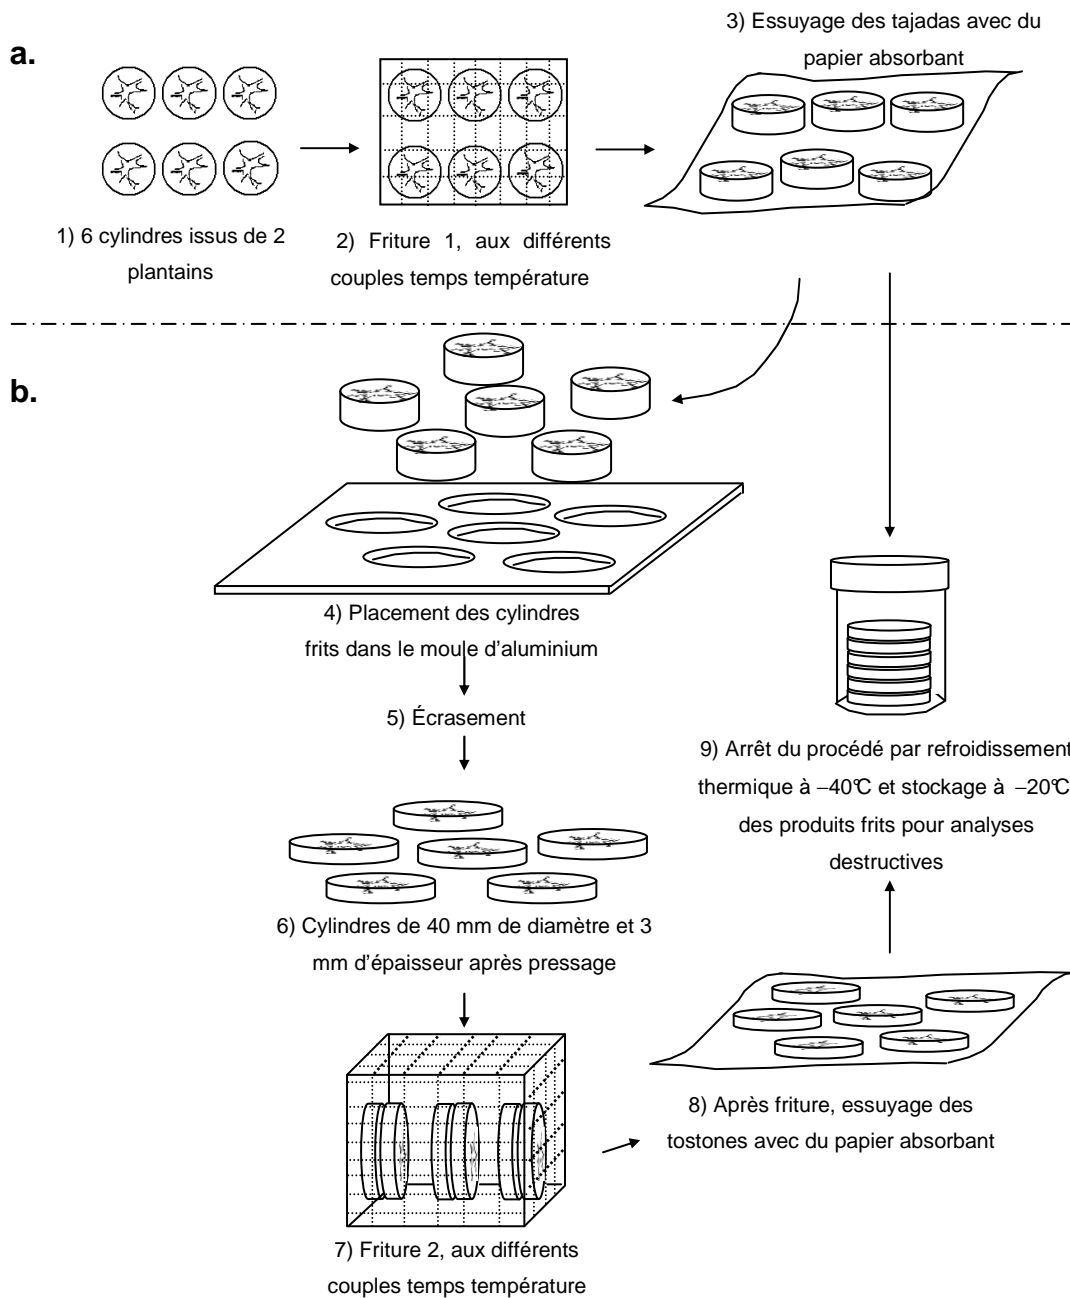 a.
3) Essuyage des tajadas avec du
papier absorbant
1) 6 cylindres issus de 2
plantains
2) Friture 1, aux différents
couples temps température
b.
4) Placement des cylindres
frits dans le moule d’aluminium
5) Écrasement
6) Cylindres de 40 mm de diamètre et 3
mm d’épaisseur après pressage
7) Friture 2, aux différents
couples temps température
8) Après friture, essuyage des
tostones avec du papier absorbant
9) Arrêt du procédé par refroidissement
thermique à −40°C et stockage à −20°C
des produits frits pour analyses
destructives